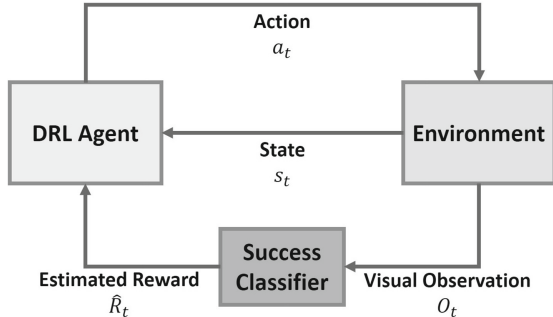 Action
a_t
DRL Agent
Environment
State
s_t
Success
Classifier
Estimated Reward
R̂_t
Visual Observation
O_t